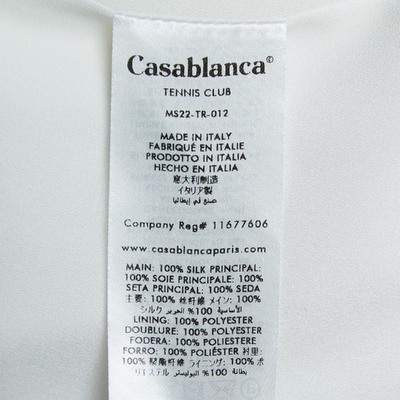 Casablanca©
TENNIS CLUB
MS22-TR-012
MADE IN ITALY
FABRIQUÉ EN ITALIE
PRODOTTO IN ITALIA
HECHO EN ITALIA
意大利制造
イタリア製
صنع في إيطاليا
Company Reg# 11677606
www.casablancaparis.com
MAIN: 100% SILK PRINCIPAL:
100% SOIE PRINCIPALE: 100%
SETA PRINCIPAL: 100% SEDA
主要: 100% 丝纤维 メイン: 100%
シルク الأساسية 100% الحرير
LINING: 100% POLYESTER
DOUBLURE: 100% POLYESTER
FODERA: 100% POLIESTERE
FORRO: 100% POLIÉSTER 衬里:
100% 聚酯纤维 ライニング: 100% ポ
リエステル بطانة 100% البوليستر